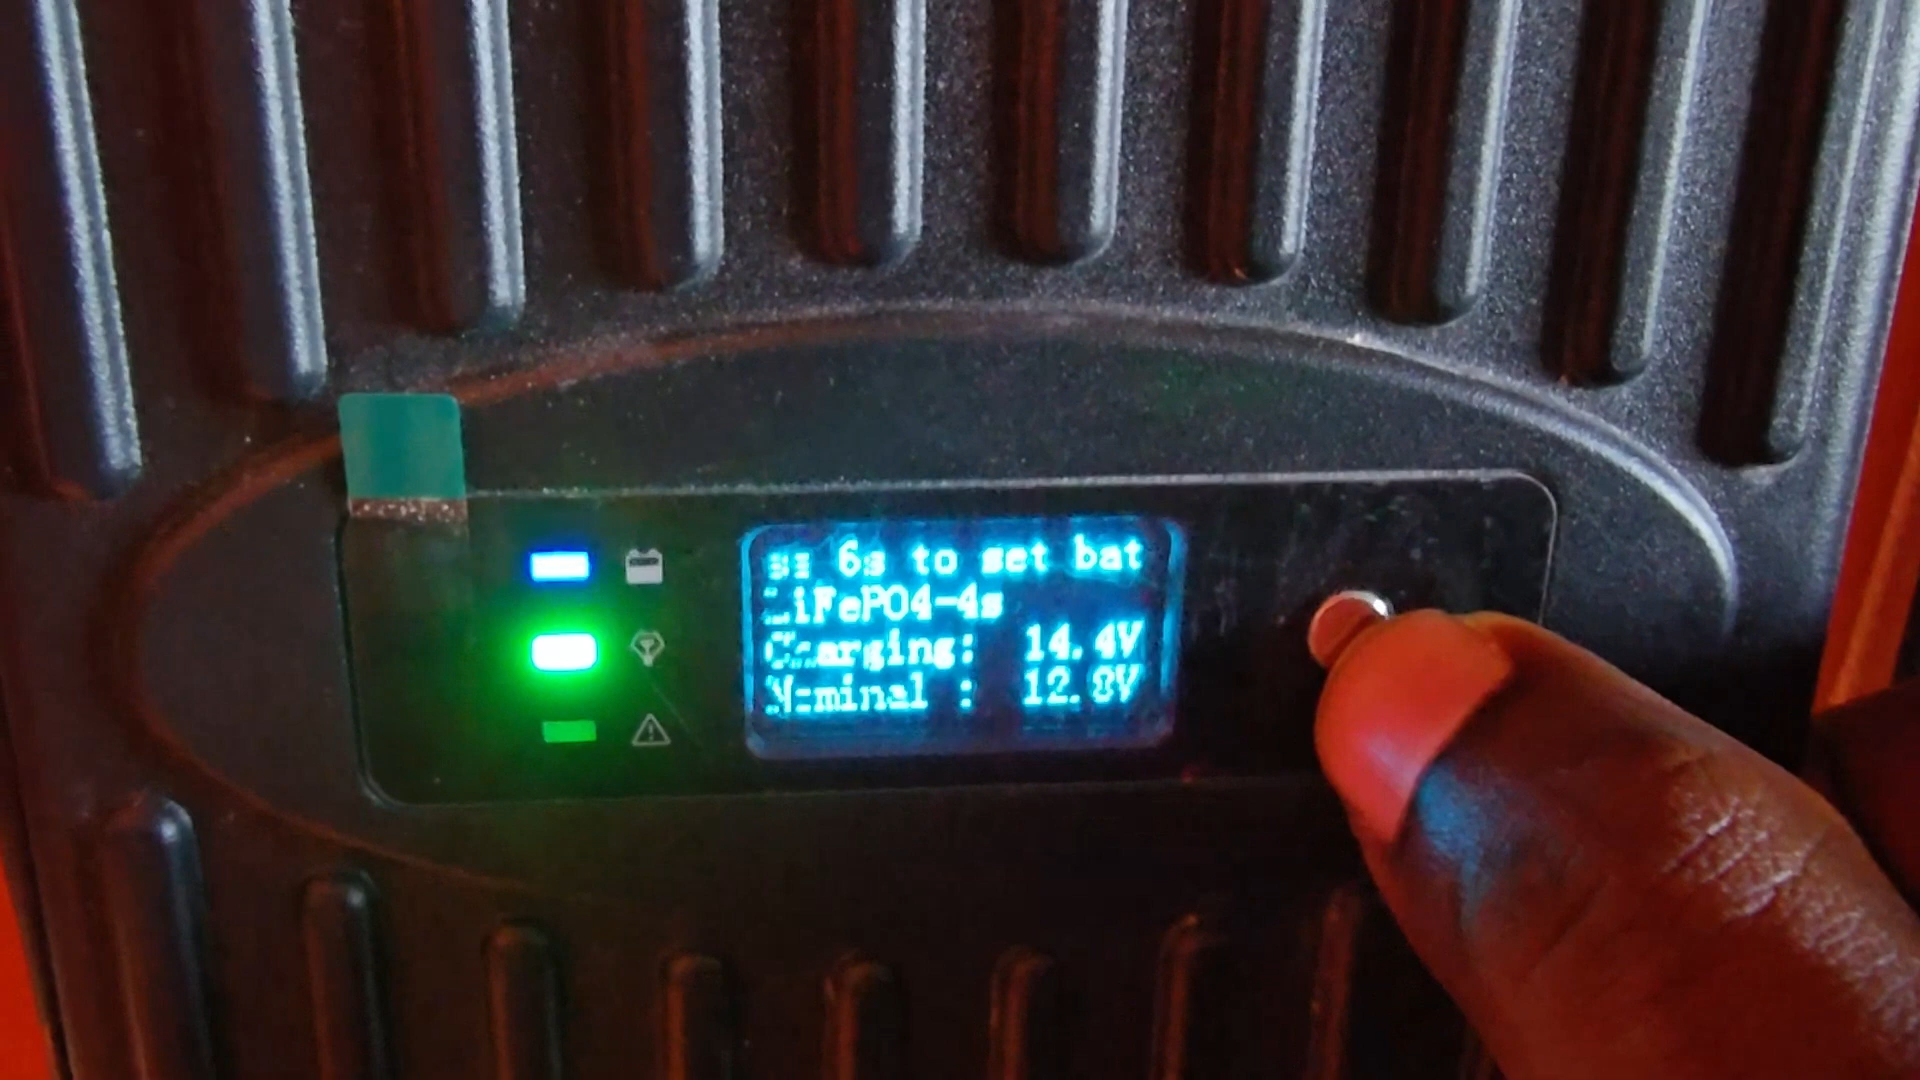 6s to set bat
LiFePO4-4s
Charging: 14.4V
Nominal : 12.8V